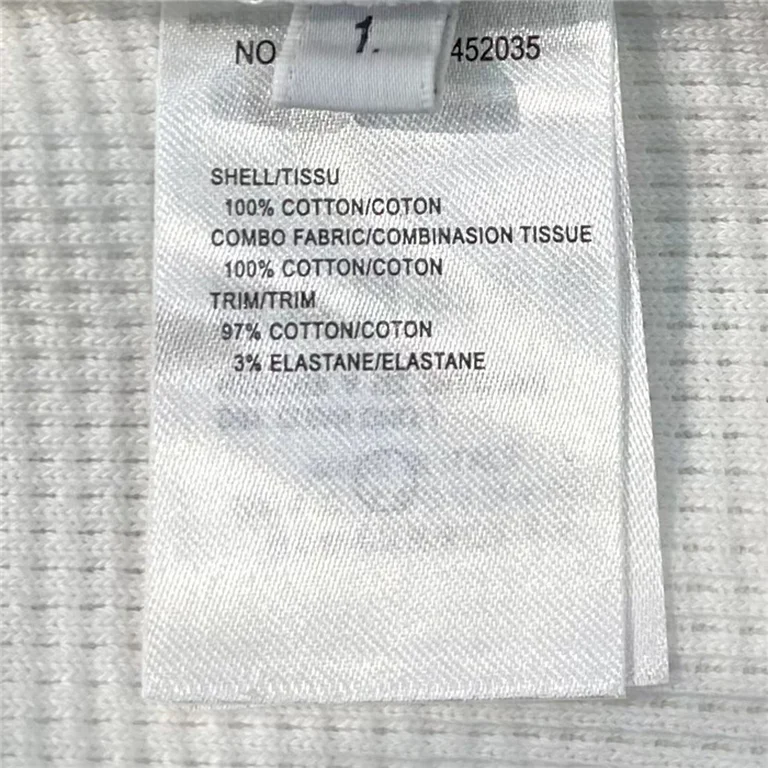 1.
NO 452035
SHELL/TISSU
100% COTTON/COTON
COMBO FABRIC/COMBINASION TISSUE
100% COTTON/COTON
TRIM/TRIM
97% COTTON/COTON
3% ELASTANE/ELASTANE